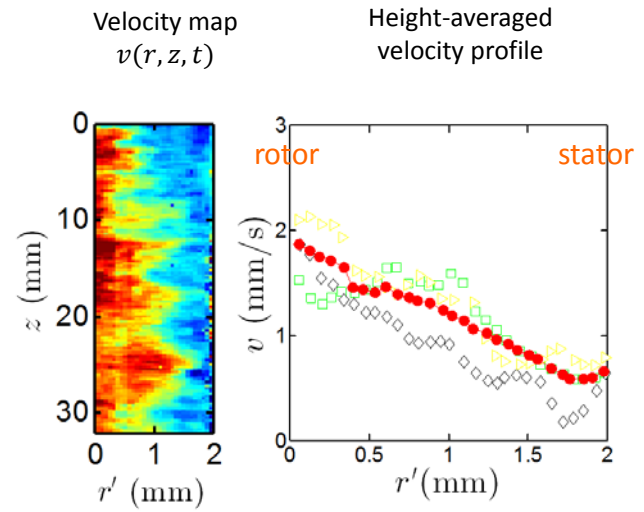 Velocity map
v(r, z, t)
Height-averaged
velocity profile
0
10
20
30
z (mm)
0
1
2
r′ (mm)
3
2
1
0
v (mm/s)
rotor
stator
0
0.5
1
1.5
2
r′(mm)